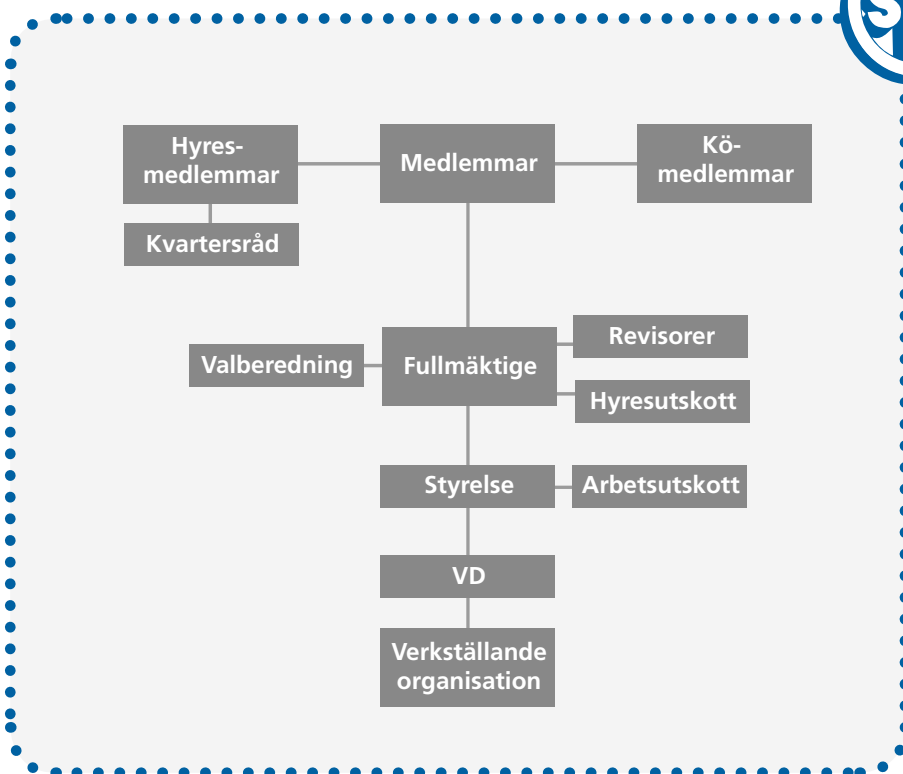 Hyres-
medlemmar
Medlemmar
Kö-
medlemmar
Kvartersråd
Valberedning
Fullmäktige
Revisorer
Hyresutskott
Styrelse
Arbetsutskott
VD
Verkställande
organisation